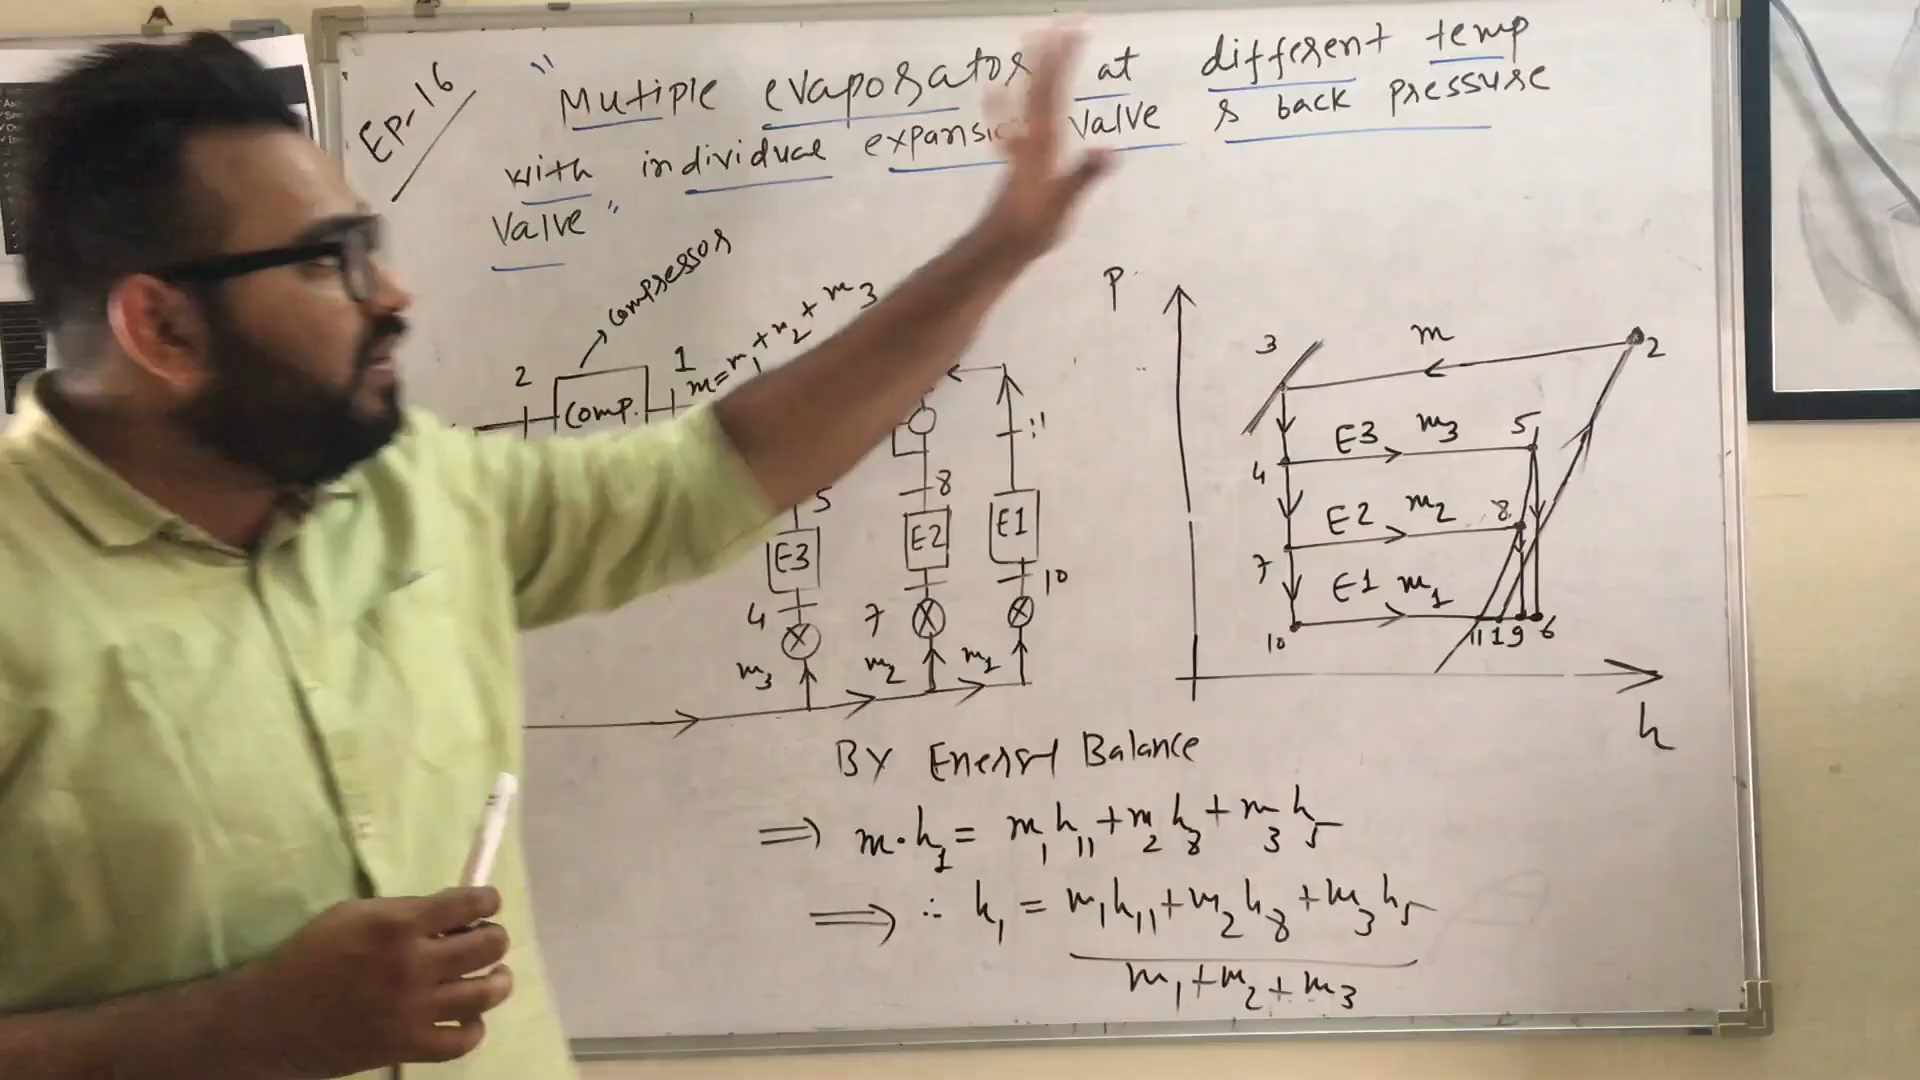 Ep-16
"Mutiple evaporator at different temp
with individual expansion valve & back pressure
Valve"
compressor
2
Comp.
1
m=m1+m2+m3
5
E3
4
m3
8
E2
7
m2
11
E1
10
m1
P
3
m
2
4
E3
m3
5
7
E2
m2
8
10
E1
m1
11 1 9 6
h
By Energy Balance
⇒ m·h1 = m1h11+m2h8+m3h5
⇒ ∴ h1 = m1h11+m2h8+m3h5
m1+m2+m3